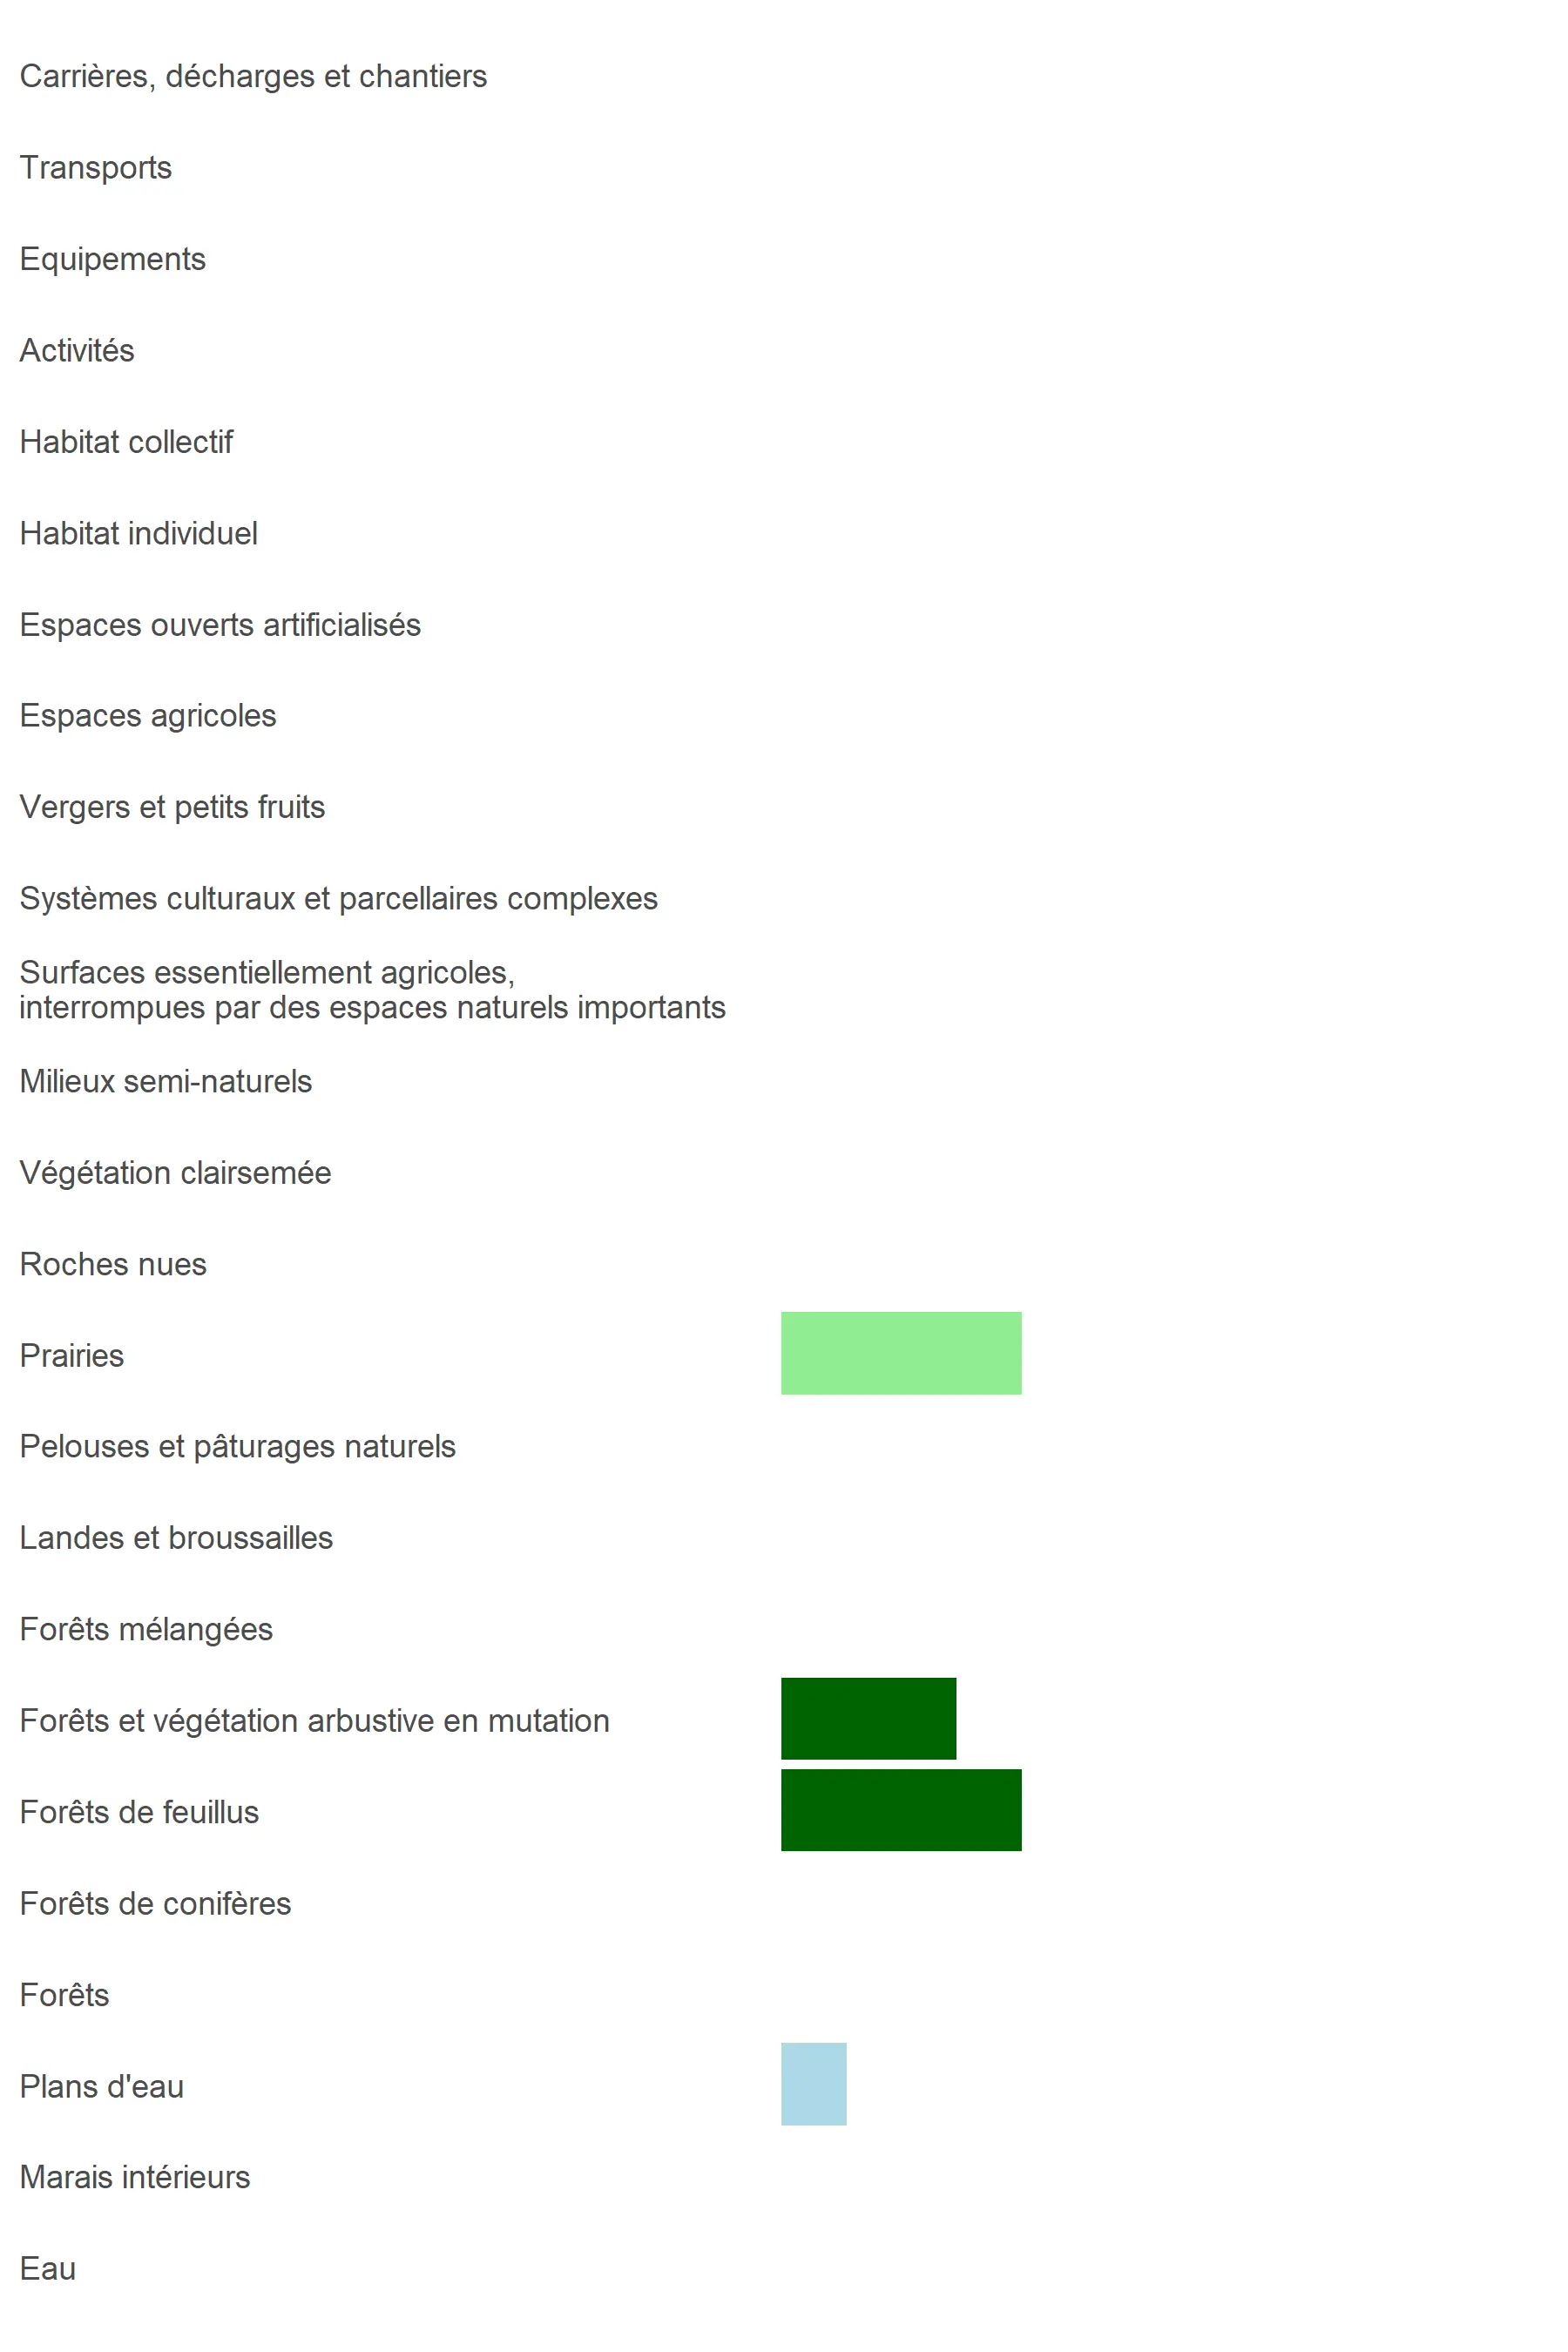 Carrières, décharges et chantiers
Transports
Equipements
Activités
Habitat collectif
Habitat individuel
Espaces ouverts artificialisés
Espaces agricoles
Vergers et petits fruits
Systèmes culturaux et parcellaires complexes
Surfaces essentiellement agricoles,
interrompues par des espaces naturels importants
Milieux semi-naturels
Végétation clairsemée
Roches nues
Prairies
Pelouses et pâturages naturels
Landes et broussailles
Forêts mélangées
Forêts et végétation arbustive en mutation
Forêts de feuillus
Forêts de conifères
Forêts
Plans d'eau
Marais intérieurs
Eau